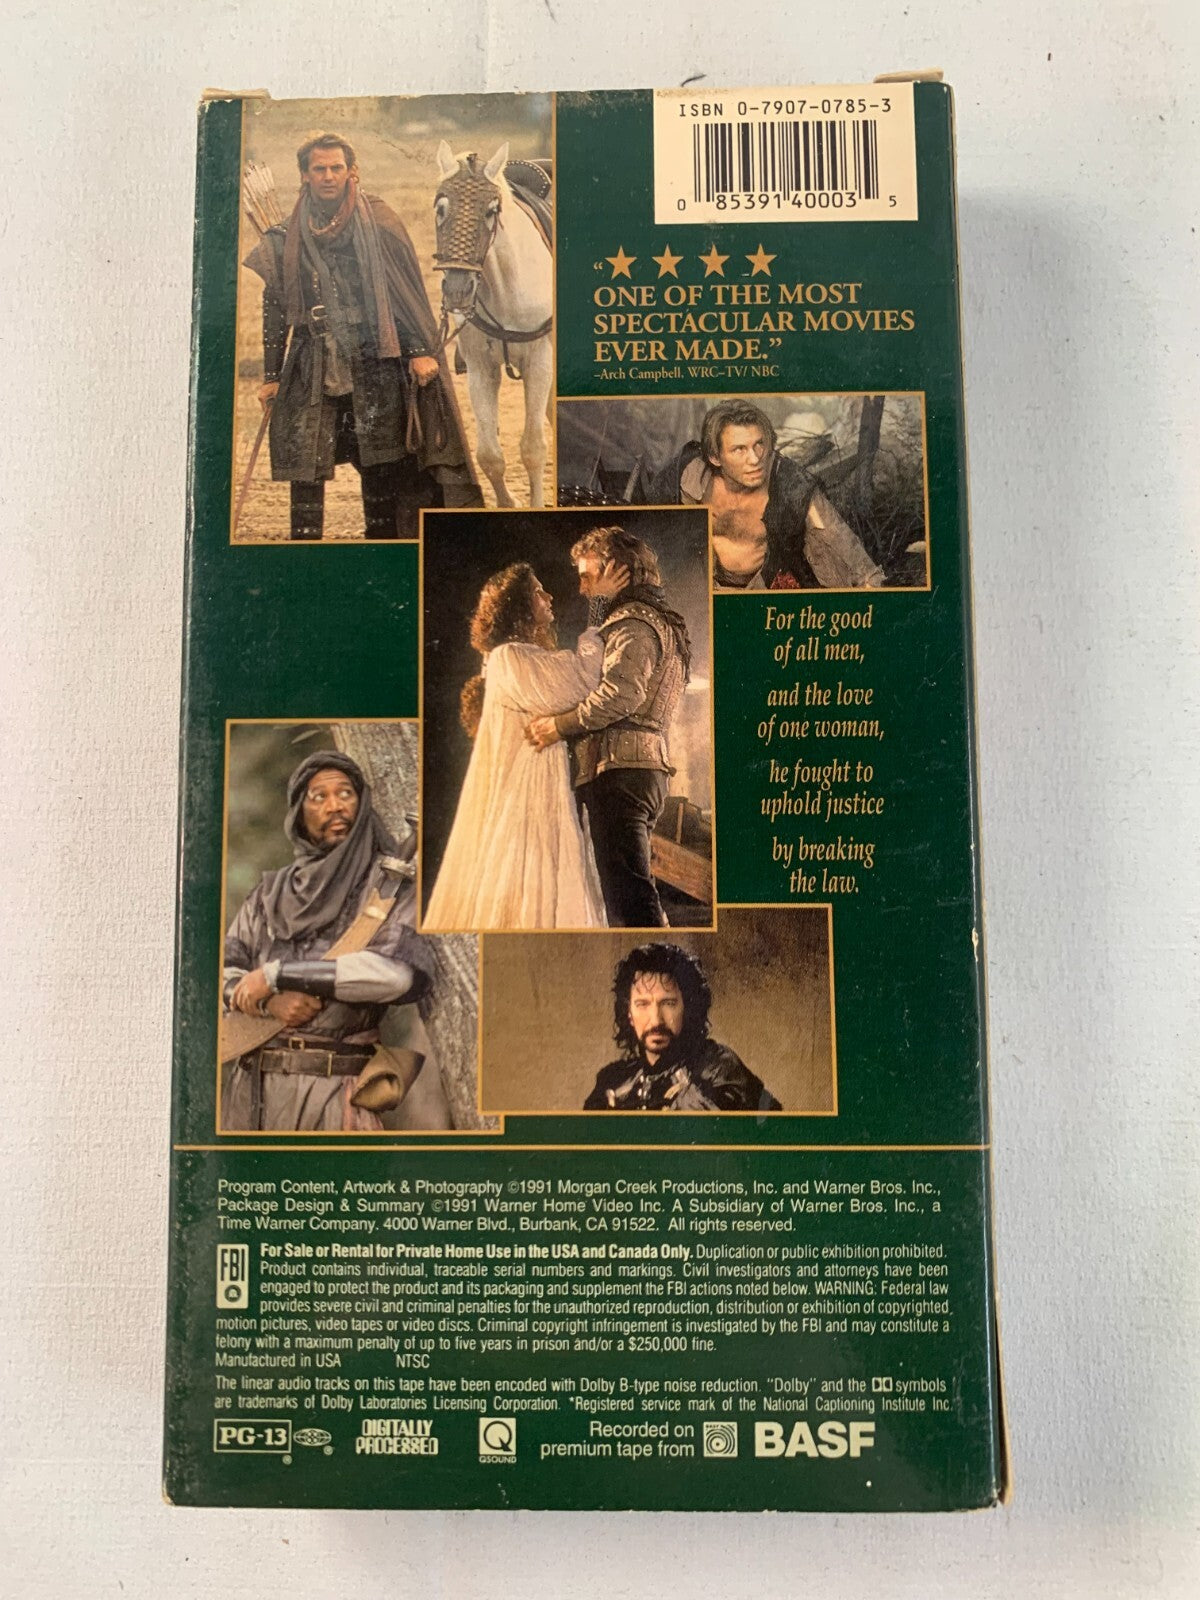 ISBN 0-7907-0785-3
0 85391 40003 5
“★ ★ ★ ★
ONE OF THE MOST
SPECTACULAR MOVIES
EVER MADE.”
–Arch Campbell, WRC–TV/ NBC
For the good
of all men,
and the love
of one woman,
he fought to
uphold justice
by breaking
the law.
Program Content, Artwork & Photography ©1991 Morgan Creek Productions, Inc. and Warner Bros. Inc.,
Package Design & Summary ©1991 Warner Home Video Inc. A Subsidiary of Warner Bros. Inc., a
Time Warner Company. 4000 Warner Blvd., Burbank, CA 91522. All rights reserved.
FBI
For Sale or Rental for Private Home Use in the USA and Canada Only. Duplication or public exhibition prohibited.
Product contains individual, traceable serial numbers and markings. Civil investigators and attorneys have been
engaged to protect the product and its packaging and supplement the FBI actions noted below. WARNING: Federal law
provides severe civil and criminal penalties for the unauthorized reproduction, distribution or exhibition of copyrighted
motion pictures, video tapes or video discs. Criminal copyright infringement is investigated by the FBI and may constitute a
felony with a maximum penalty of up to five years in prison and/or a $250,000 fine.
Manufactured in USA NTSC
The linear audio tracks on this tape have been encoded with Dolby B-type noise reduction. “Dolby” and the symbols
are trademarks of Dolby Laboratories Licensing Corporation. *Registered service mark of the National Captioning Institute Inc.
PG-13 ®
®
DIGITALLY
PROCESSED
Q
QSOUND
Recorded on
premium tape from
BASF